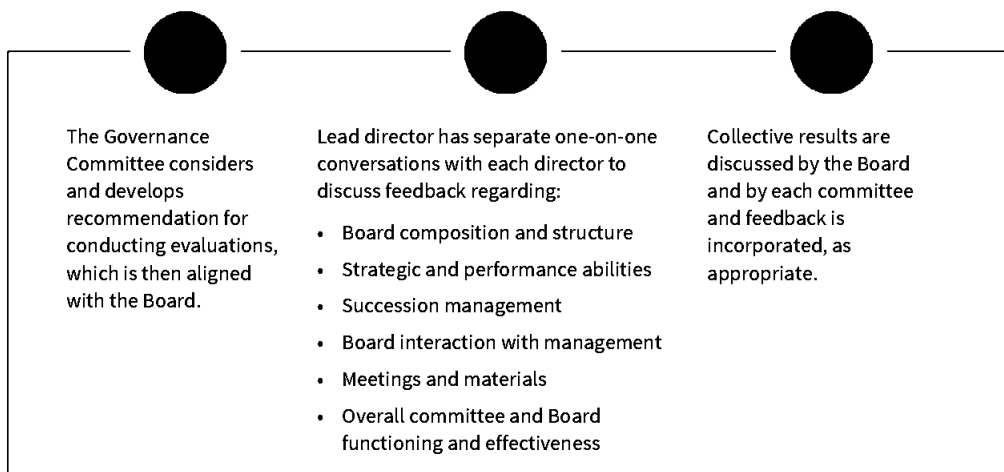 The Governance
Committee considers
and develops
recommendation for
conducting evaluations,
which is then aligned
with the Board.
Lead director has separate one-on-one
conversations with each director to
discuss feedback regarding:
• Board composition and structure
• Strategic and performance abilities
• Succession management
• Board interaction with management
• Meetings and materials
• Overall committee and Board
functioning and effectiveness
Collective results are
discussed by the Board
and by each committee
and feedback is
incorporated, as
appropriate.